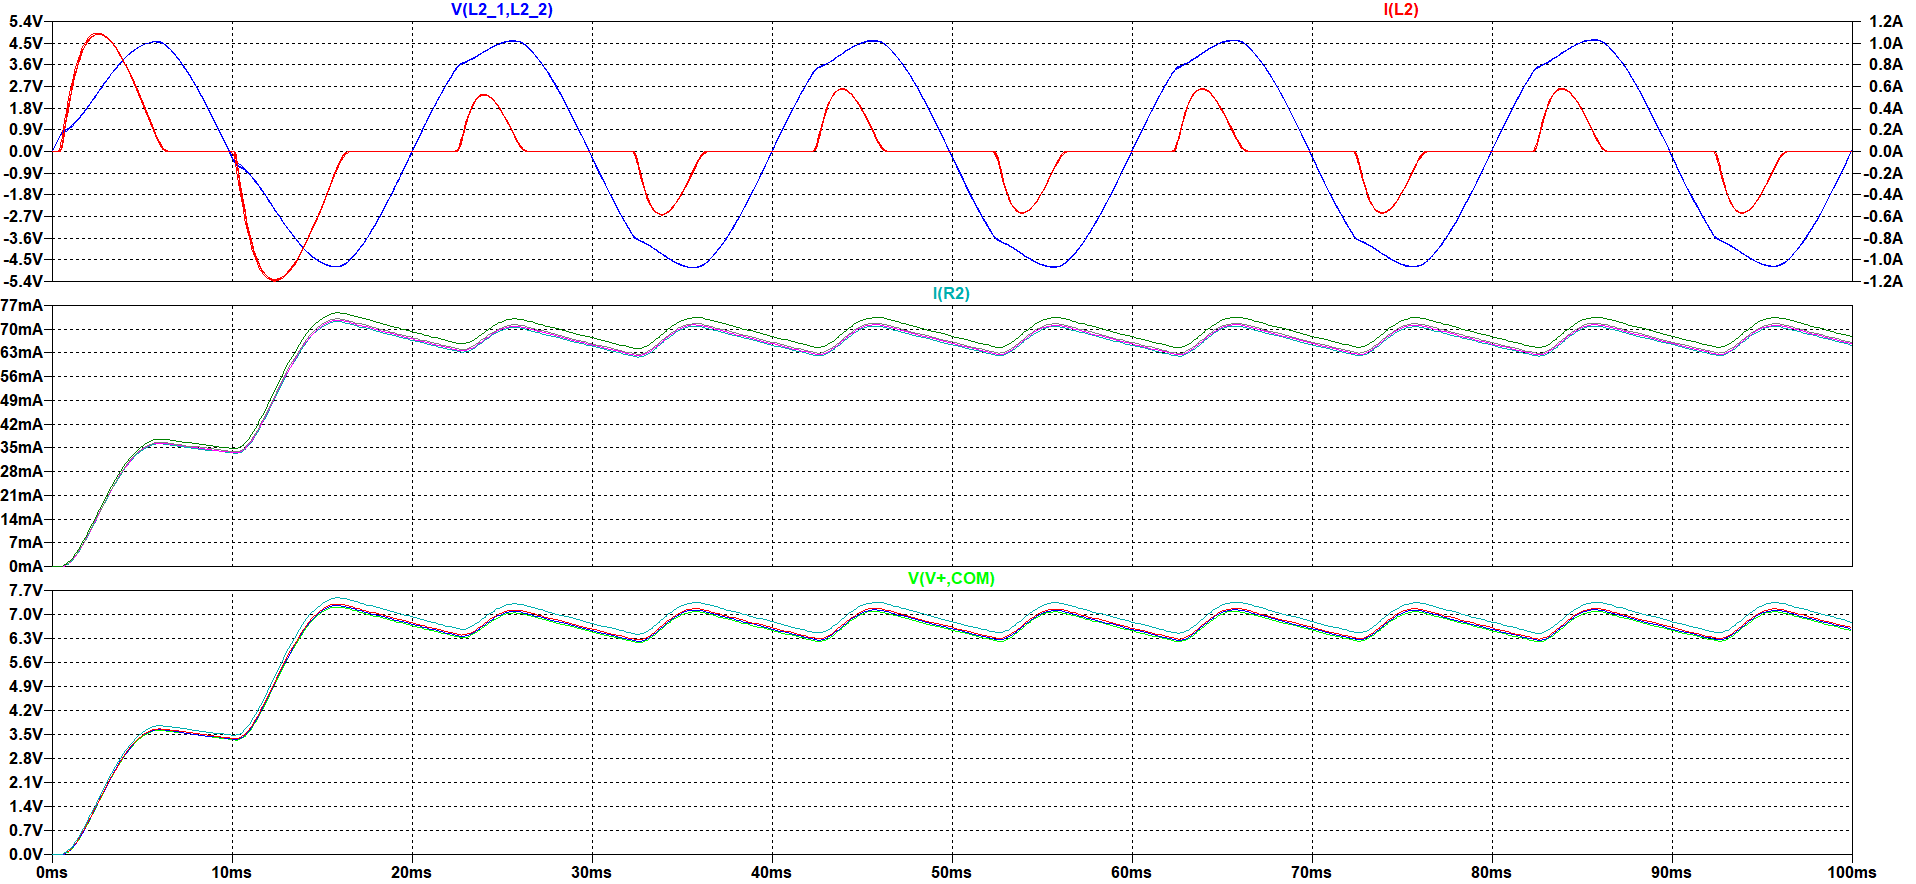 V(L2_1,L2_2) I(L2)
5.4V 1.2A
4.5V 1.0A
3.6V 0.8A
2.7V 0.6A
1.8V 0.4A
0.9V 0.2A
0.0V 0.0A
-0.9V -0.2A
-1.8V -0.4A
-2.7V -0.6A
-3.6V -0.8A
-4.5V -1.0A
-5.4V -1.2A
I(R2)
77mA
70mA
63mA
56mA
49mA
42mA
35mA
28mA
21mA
14mA
7mA
0mA
V(V+,COM)
7.7V
7.0V
6.3V
5.6V
4.9V
4.2V
3.5V
2.8V
2.1V
1.4V
0.7V
0.0V
0ms 10ms 20ms 30ms 40ms 50ms 60ms 70ms 80ms 90ms 100ms